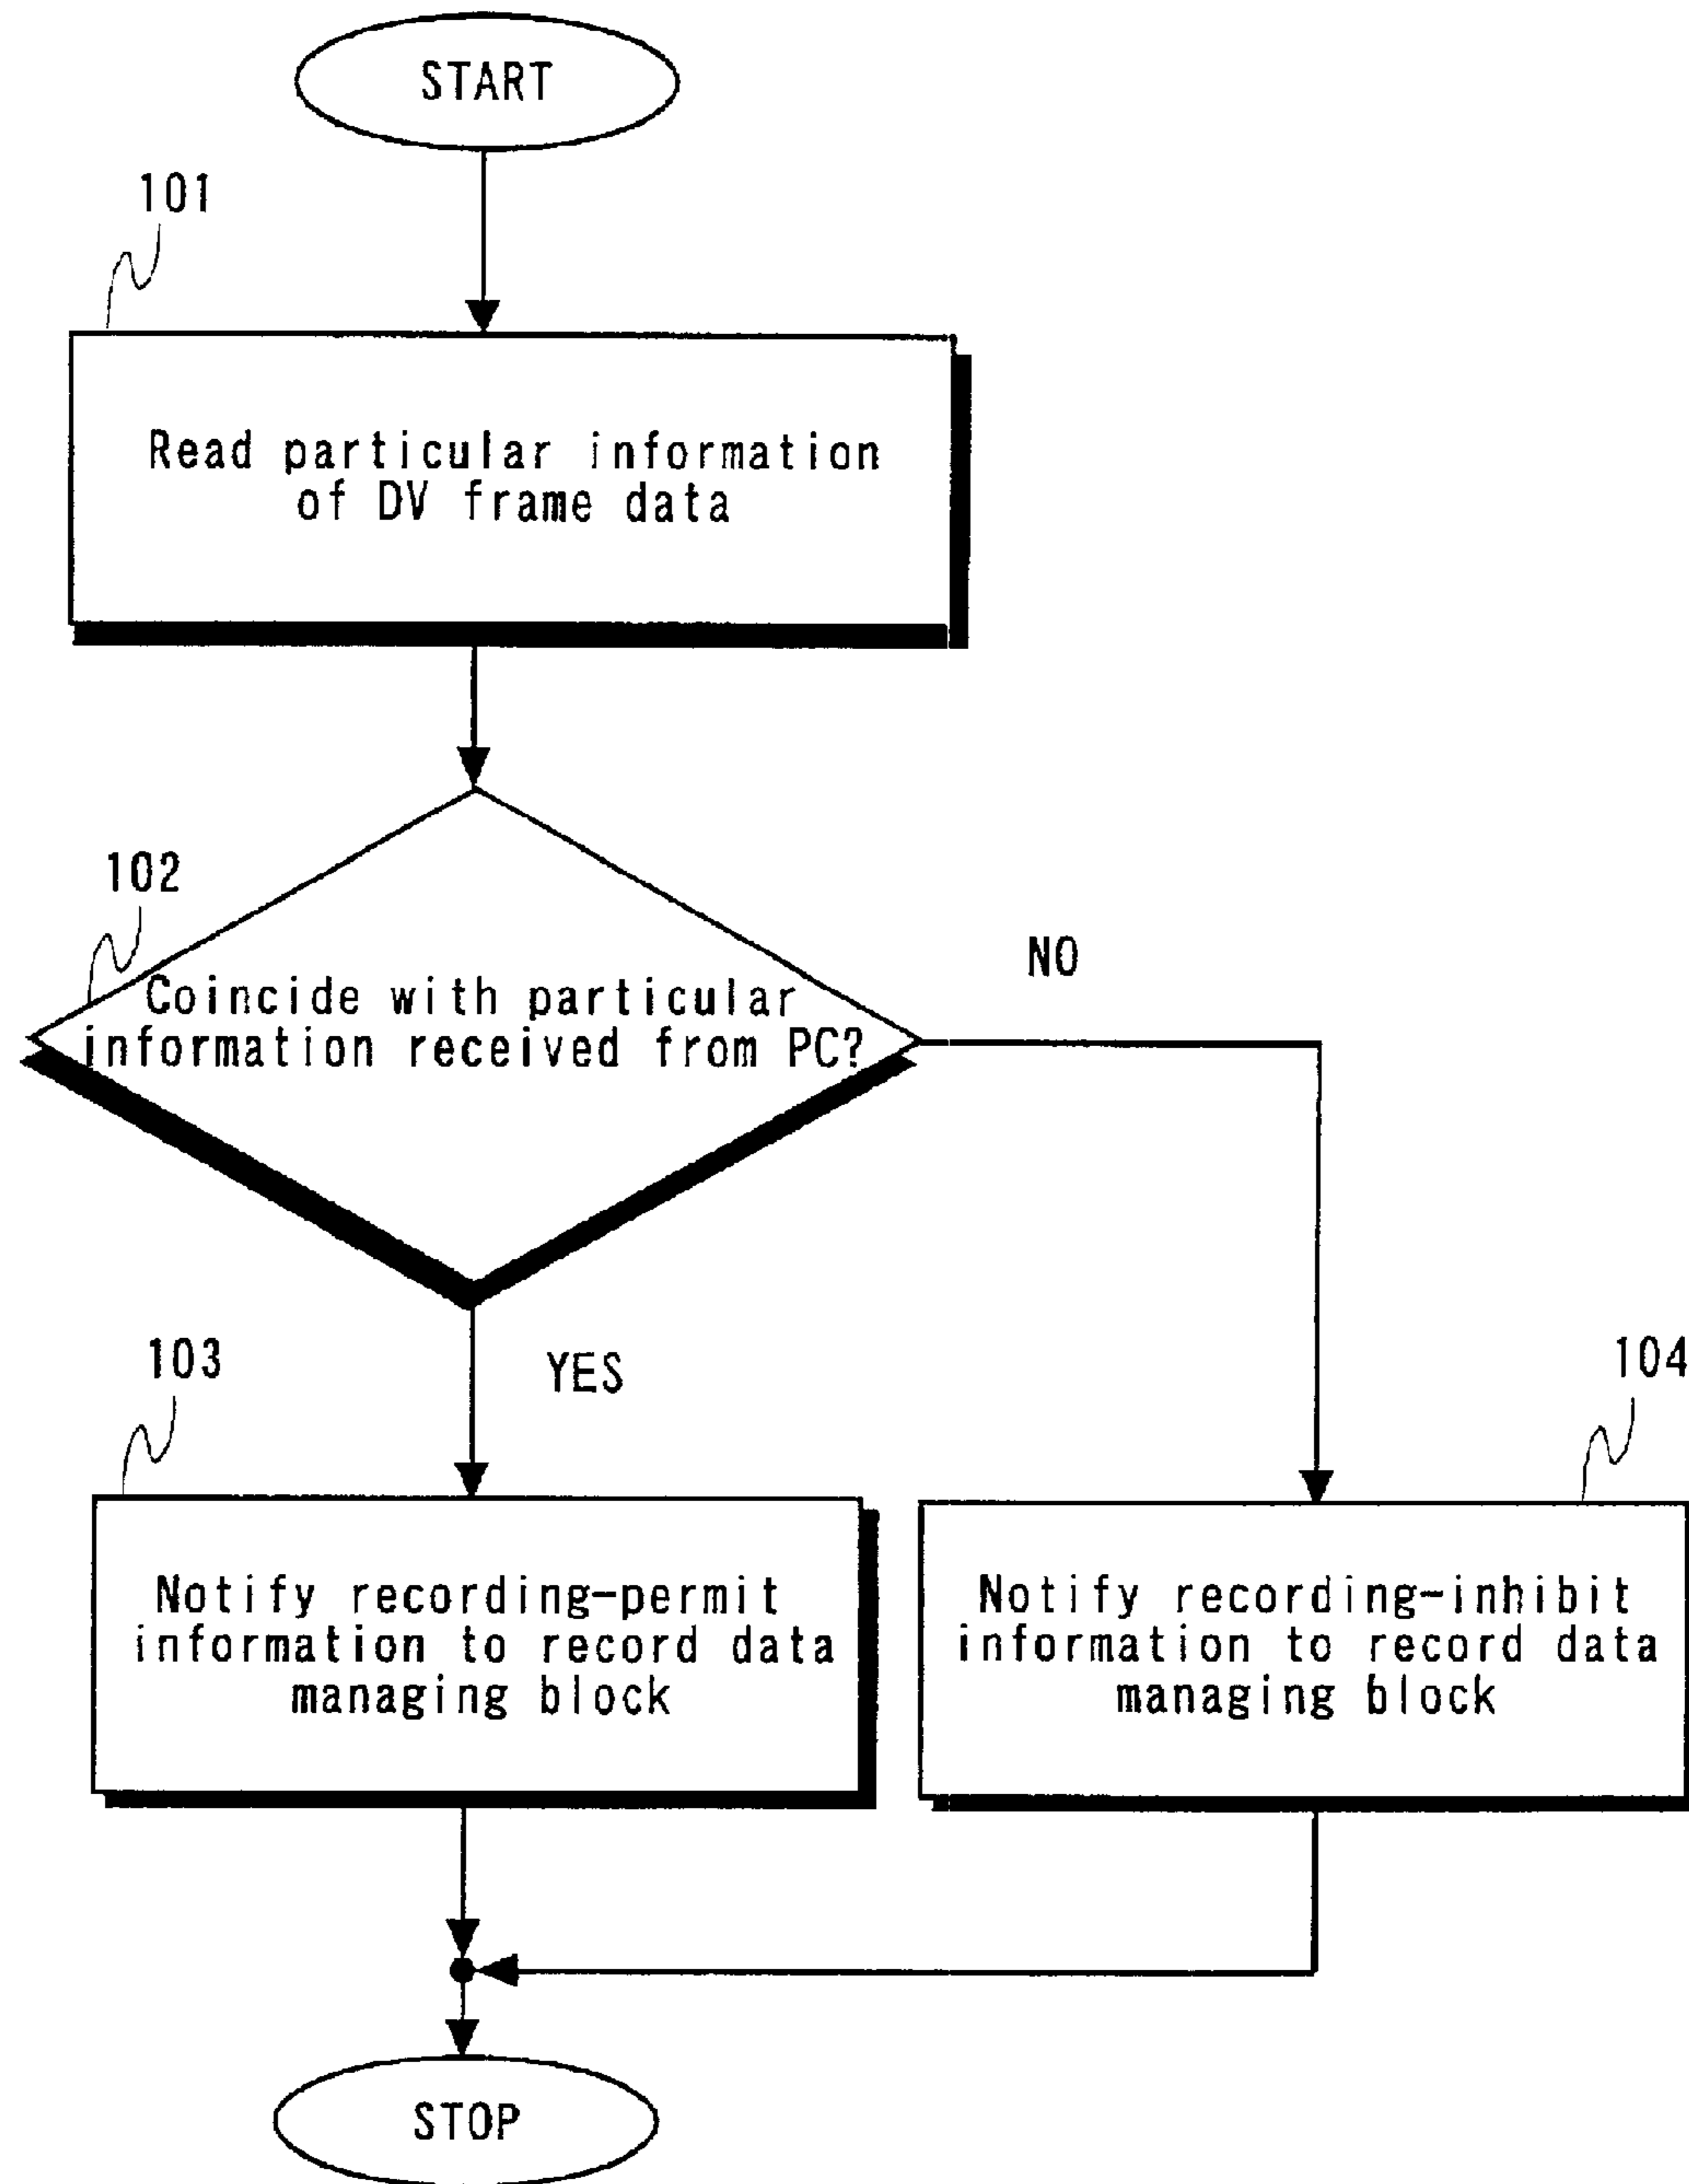 START
101
Read particular information
of DV frame data
102
Coincide with particular
information received from PC?
NO
YES
103
Notify recording-permit
information to record data
managing block
104
Notify recording-inhibit
information to record data
managing block
STOP